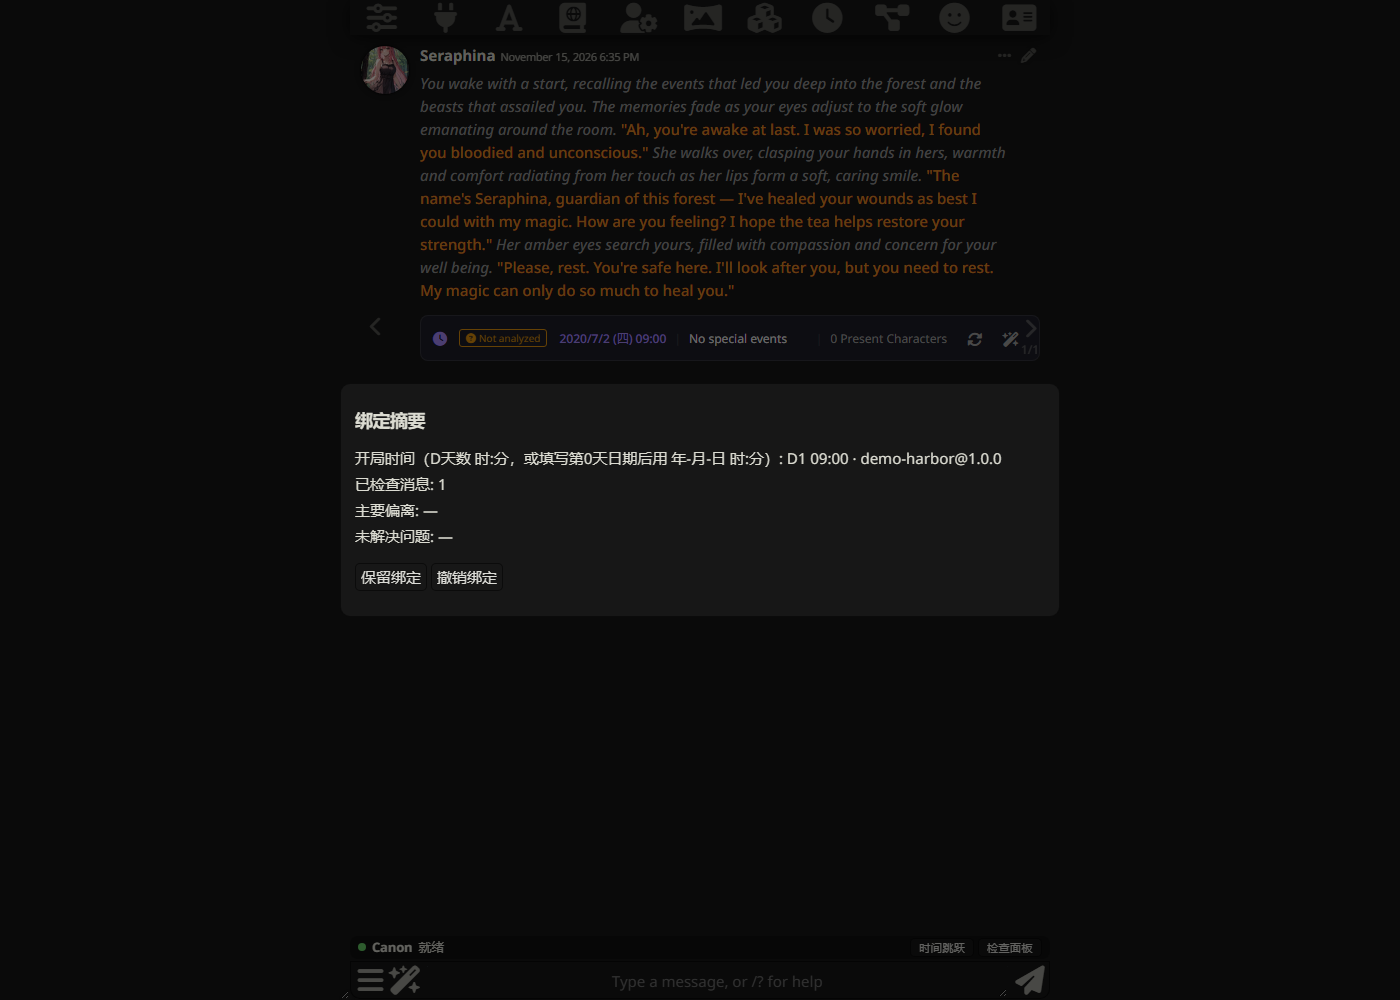 Seraphina November 15, 2026 6:35 PM
You wake with a start, recalling the events that led you deep into the forest and the
beasts that assailed you. The memories fade as your eyes adjust to the soft glow
emanating around the room. "Ah, you're awake at last. I was so worried, I found
you bloodied and unconscious." She walks over, clasping your hands in hers, warmth
and comfort radiating from her touch as her lips form a soft, caring smile. "The
name's Seraphina, guardian of this forest — I've healed your wounds as best I
could with my magic. How are you feeling? I hope the tea helps restore your
strength." Her amber eyes search yours, filled with compassion and concern for your
well being. "Please, rest. You're safe here. I'll look after you, but you need to rest.
My magic can only do so much to heal you."
Not analyzed 2020/7/2 (四) 09:00 No special events 0 Present Characters
1/1
绑定摘要
开局时间（D天数 时:分，或填写第0天日期后用 年-月-日 时:分）: D1 09:00 · demo-harbor@1.0.0
已检查消息: 1
主要偏离: —
未解决问题: —
保留绑定 撤销绑定
Canon 就绪 时间跳跃 检查面板
Type a message, or /? for help